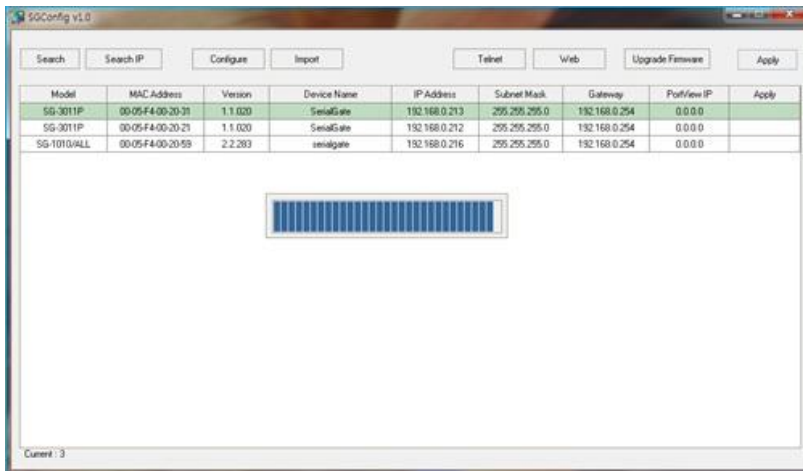 SGConfig v1.0
Search Search IP Configure Import Telnet Web Upgrade Firmware Apply
Model MAC Address Version Device Name IP Address Subnet Mask Gateway PortView IP Apply
SG-3011P 00-05-F4-00-20-31 1.1.020 SerialGate 192.168.0.213 255.255.255.0 192.168.0.254 0.0.0.0
SG-3011P 00-05-F4-00-20-21 1.1.020 SerialGate 192.168.0.212 255.255.255.0 192.168.0.254 0.0.0.0
SG-1010/ALL 00-05-F4-00-20-59 2.2.283 serialgate 192.168.0.216 255.255.255.0 192.168.0.254 0.0.0.0
Current : 3